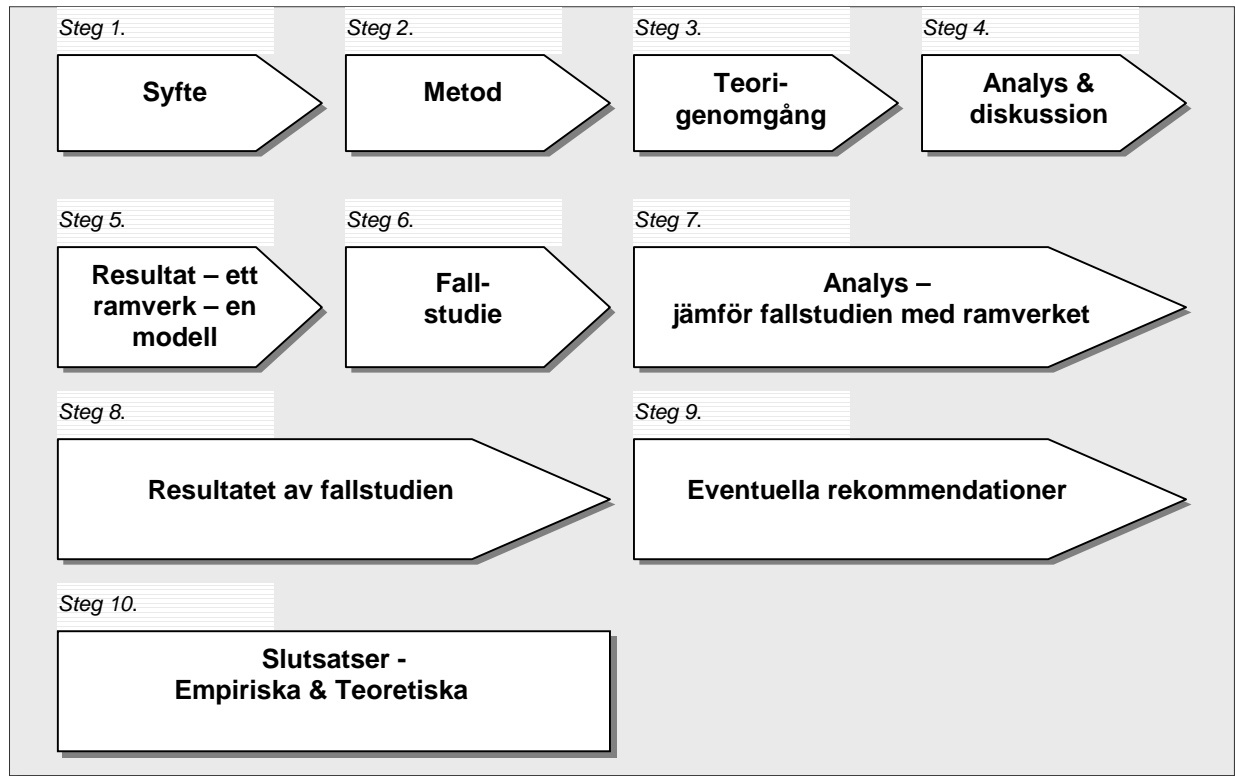 Steg 1.
Syfte
Steg 2.
Metod
Steg 3.
Teori-
genomgång
Steg 4.
Analys &
diskussion
Steg 5.
Resultat – ett
ramverk – en
modell
Steg 6.
Fall-
studie
Steg 7.
Analys –
jämför fallstudien med ramverket
Steg 8.
Resultatet av fallstudien
Steg 9.
Eventuella rekommendationer
Steg 10.
Slutsatser -
Empiriska & Teoretiska